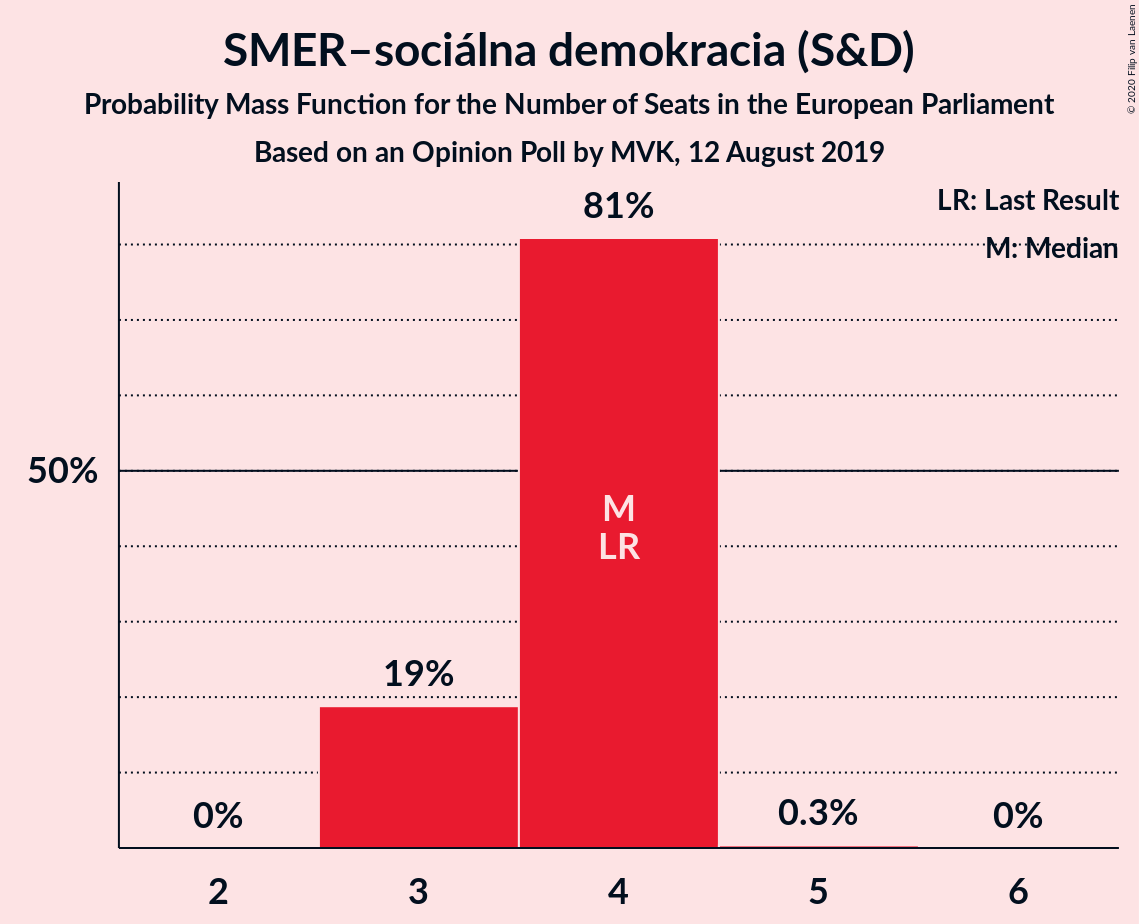 SMER–sociálna demokracia (S&D)
Probability Mass Function for the Number of Seats in the European Parliament
Based on an Opinion Poll by MVK, 12 August 2019
© 2020 Filip van Laenen
LR: Last Result
M: Median
81%
50%
M
LR
19%
0%
0.3%
0%
2
3
4
5
6